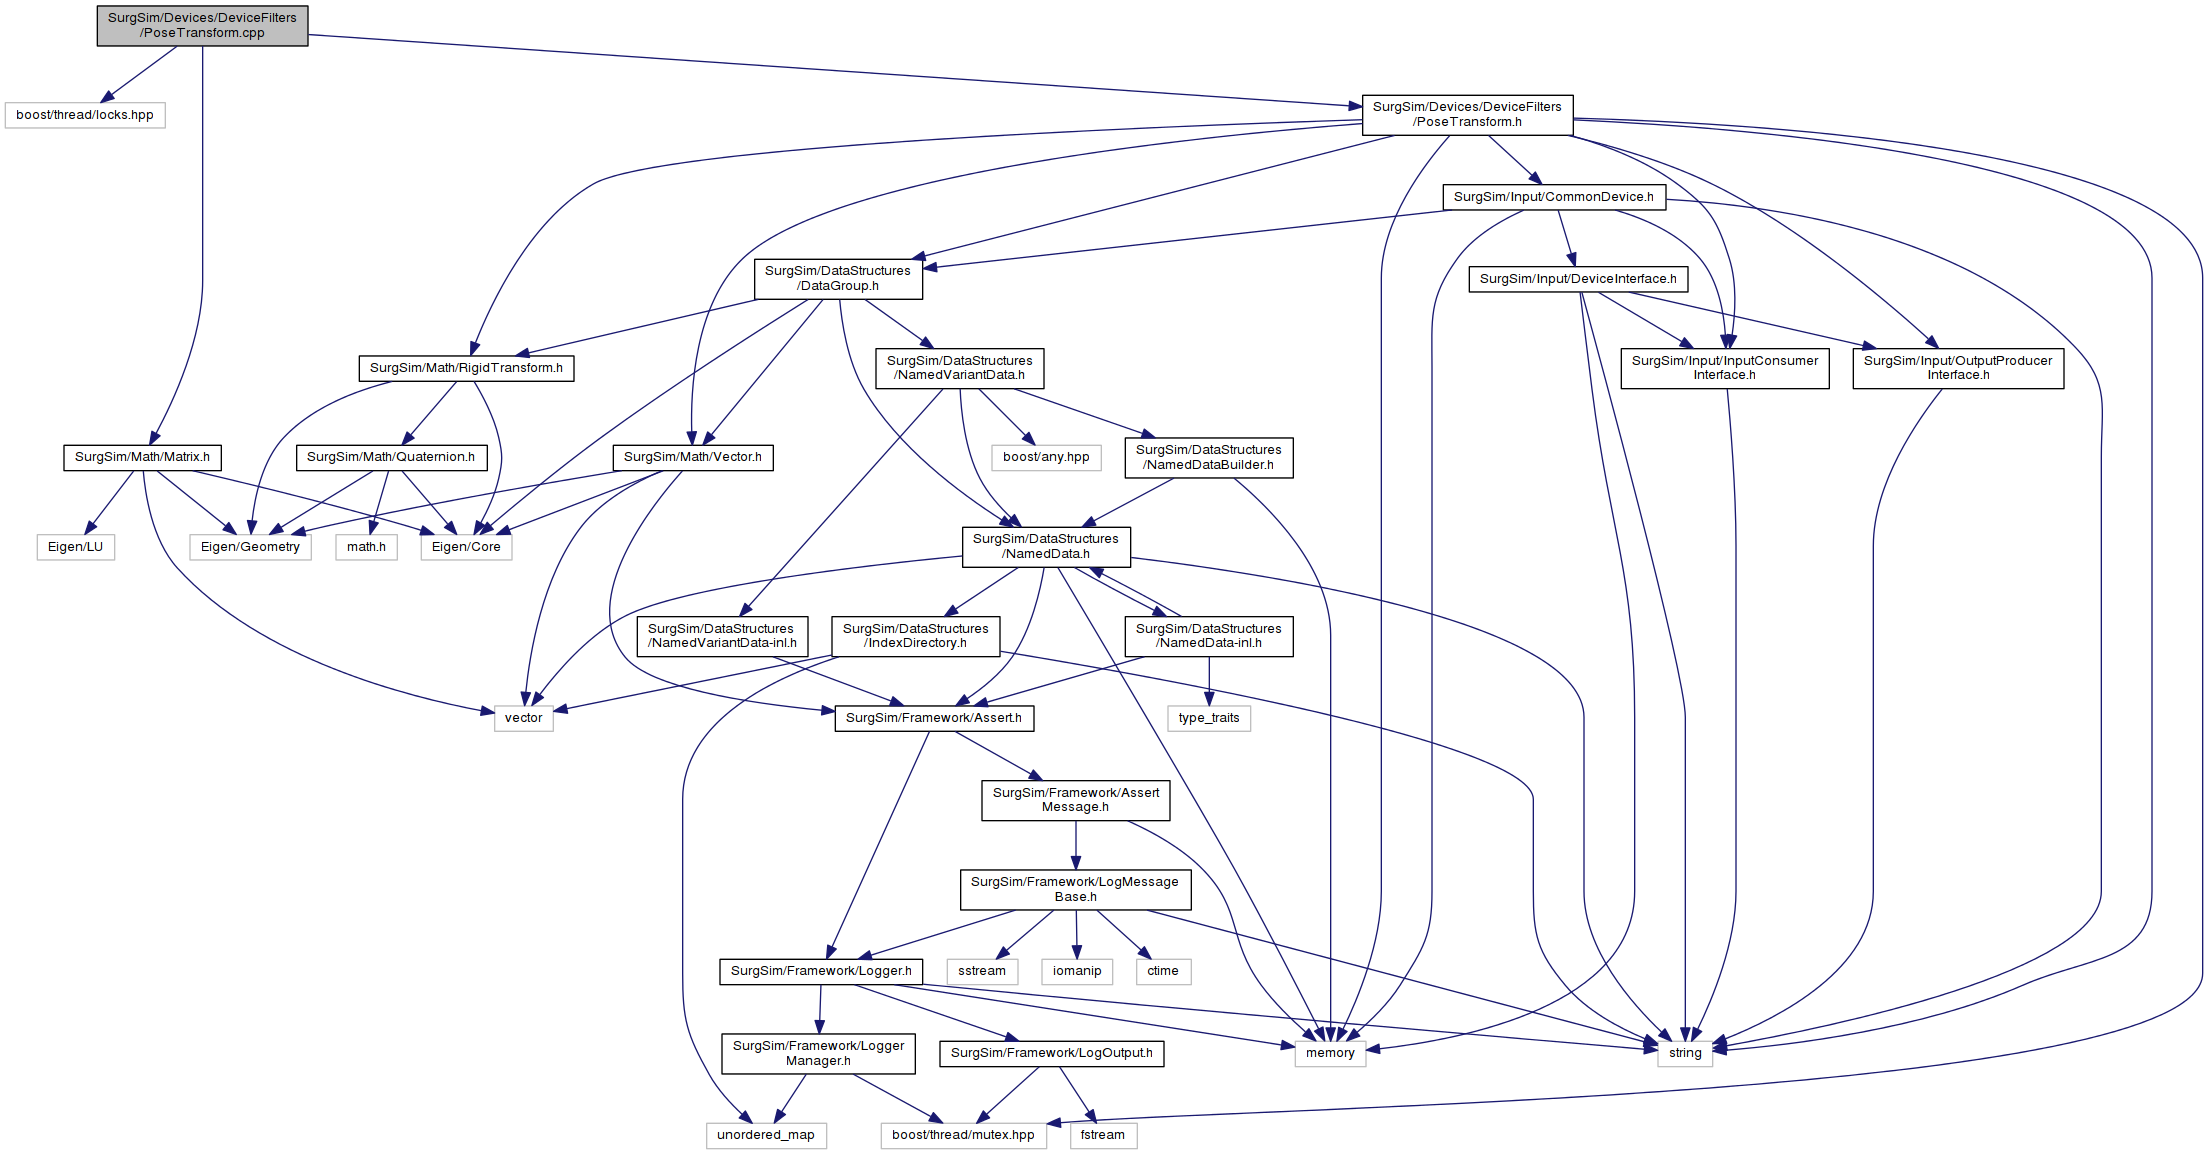 SurgSim/Devices/DeviceFilters
/PoseTransform.cpp
boost/thread/locks.hpp
SurgSim/Devices/DeviceFilters
/PoseTransform.h
SurgSim/Input/CommonDevice.h
SurgSim/DataStructures
/DataGroup.h
SurgSim/Input/DeviceInterface.h
SurgSim/Math/RigidTransform.h
SurgSim/DataStructures
/NamedVariantData.h
SurgSim/Input/InputConsumer
Interface.h
SurgSim/Input/OutputProducer
Interface.h
SurgSim/Math/Matrix.h
SurgSim/Math/Quaternion.h
SurgSim/Math/Vector.h
boost/any.hpp
SurgSim/DataStructures
/NamedDataBuilder.h
Eigen/LU
Eigen/Geometry
math.h
Eigen/Core
SurgSim/DataStructures
/NamedData.h
SurgSim/DataStructures
/NamedVariantData-inl.h
SurgSim/DataStructures
/IndexDirectory.h
SurgSim/DataStructures
/NamedData-inl.h
vector
SurgSim/Framework/Assert.h
type_traits
SurgSim/Framework/Assert
Message.h
SurgSim/Framework/LogMessage
Base.h
SurgSim/Framework/Logger.h
sstream
iomanip
ctime
SurgSim/Framework/Logger
Manager.h
SurgSim/Framework/LogOutput.h
memory
string
unordered_map
boost/thread/mutex.hpp
fstream